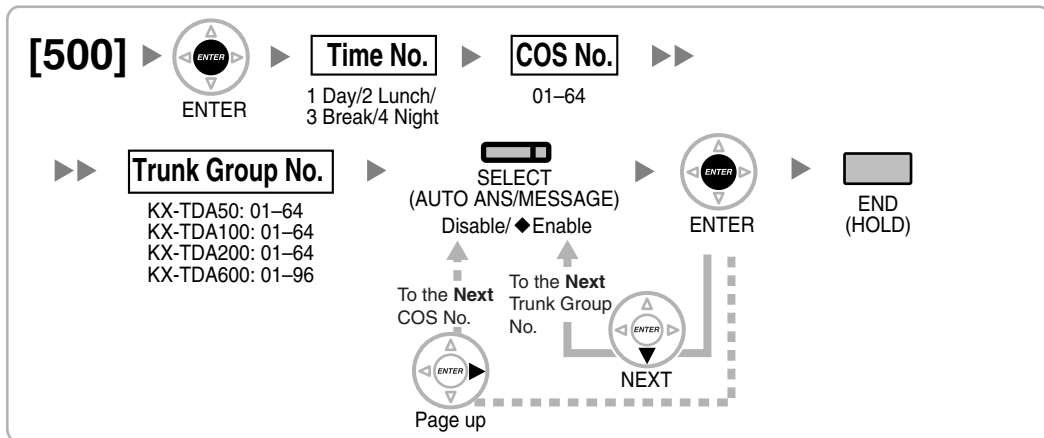 [500]
ENTER
ENTER
Time No.
1 Day/2 Lunch/
3 Break/4 Night
COS No.
01–64
Trunk Group No.
KX-TDA50: 01–64
KX-TDA100: 01–64
KX-TDA200: 01–64
KX-TDA600: 01–96
SELECT
(AUTO ANS/MESSAGE)
Disable/ ◆Enable
ENTER
ENTER
END
(HOLD)
To the Next
COS No.
ENTER
Page up
To the Next
Trunk Group
No.
ENTER
NEXT